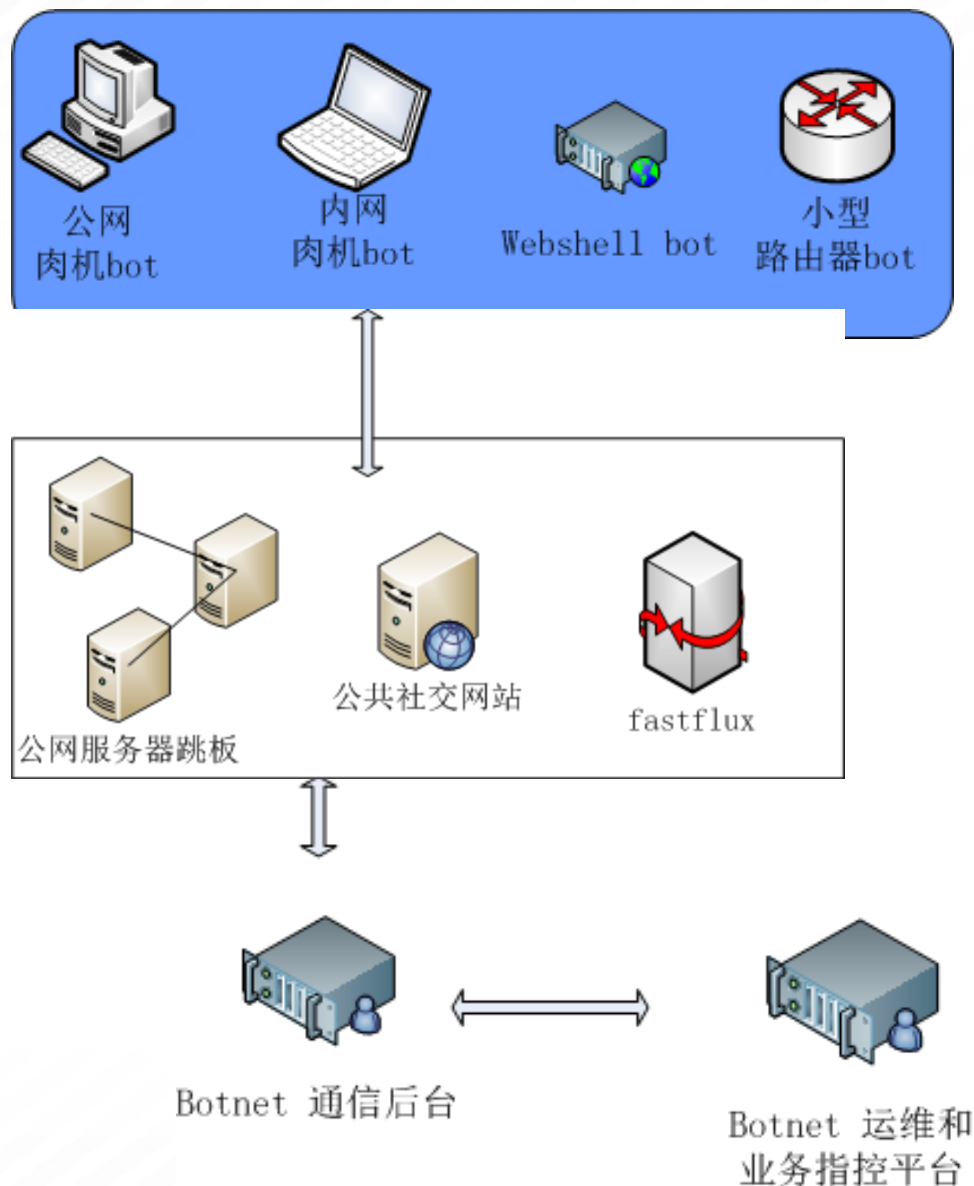 公网
肉机bot
内网
肉机bot
Webshell bot
小型
路由器bot
公网服务器跳板
公共社交网站
fastflux
Botnet 通信后台
Botnet 运维和
业务指控平台